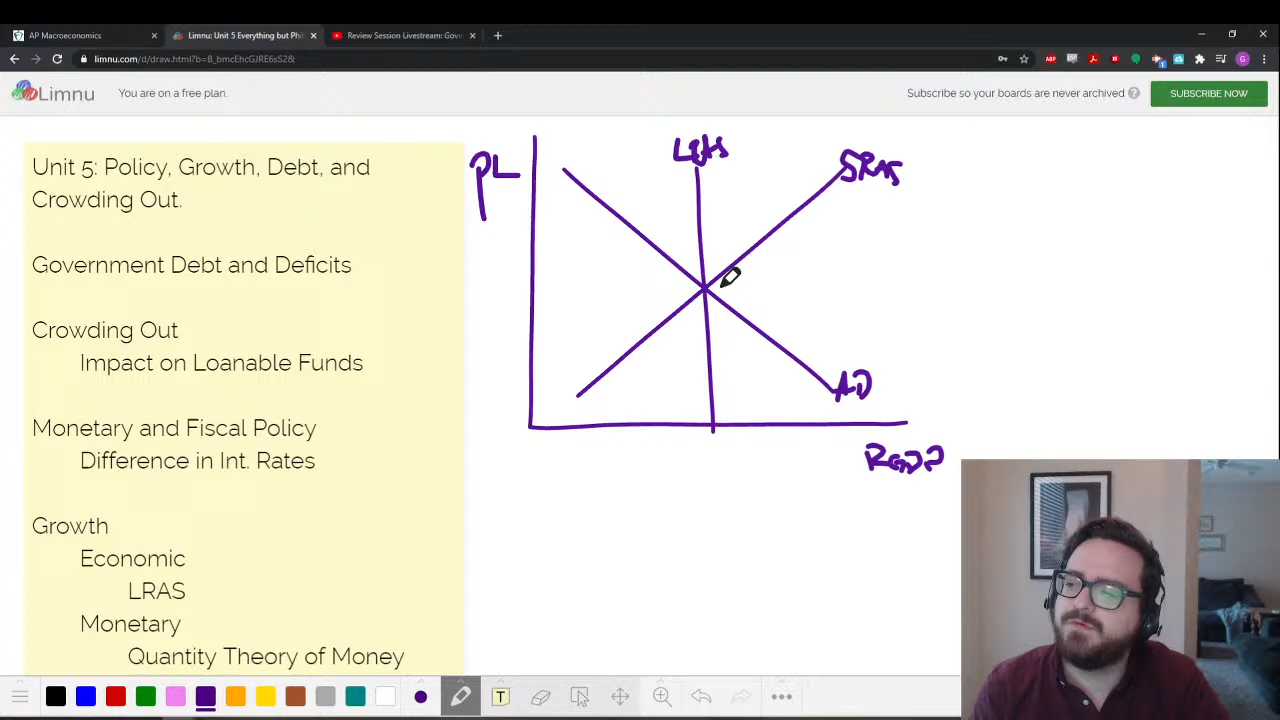 AP Macroeconomics
Limnu: Unit 5 Everything but Phi
Review Session Livestream: Gove
limnu.com/d/draw.html?b=8_bmcEhcGJRE6sS2&
Limnu
You are on a free plan.
Subscribe so your boards are never archived
SUBSCRIBE NOW
Unit 5: Policy, Growth, Debt, and
Crowding Out.
Government Debt and Deficits
Crowding Out
Impact on Loanable Funds
Monetary and Fiscal Policy
Difference in Int. Rates
Growth
Economic
LRAS
Monetary
Quantity Theory of Money
PL
LRAS
SRAS
AD
RGDP